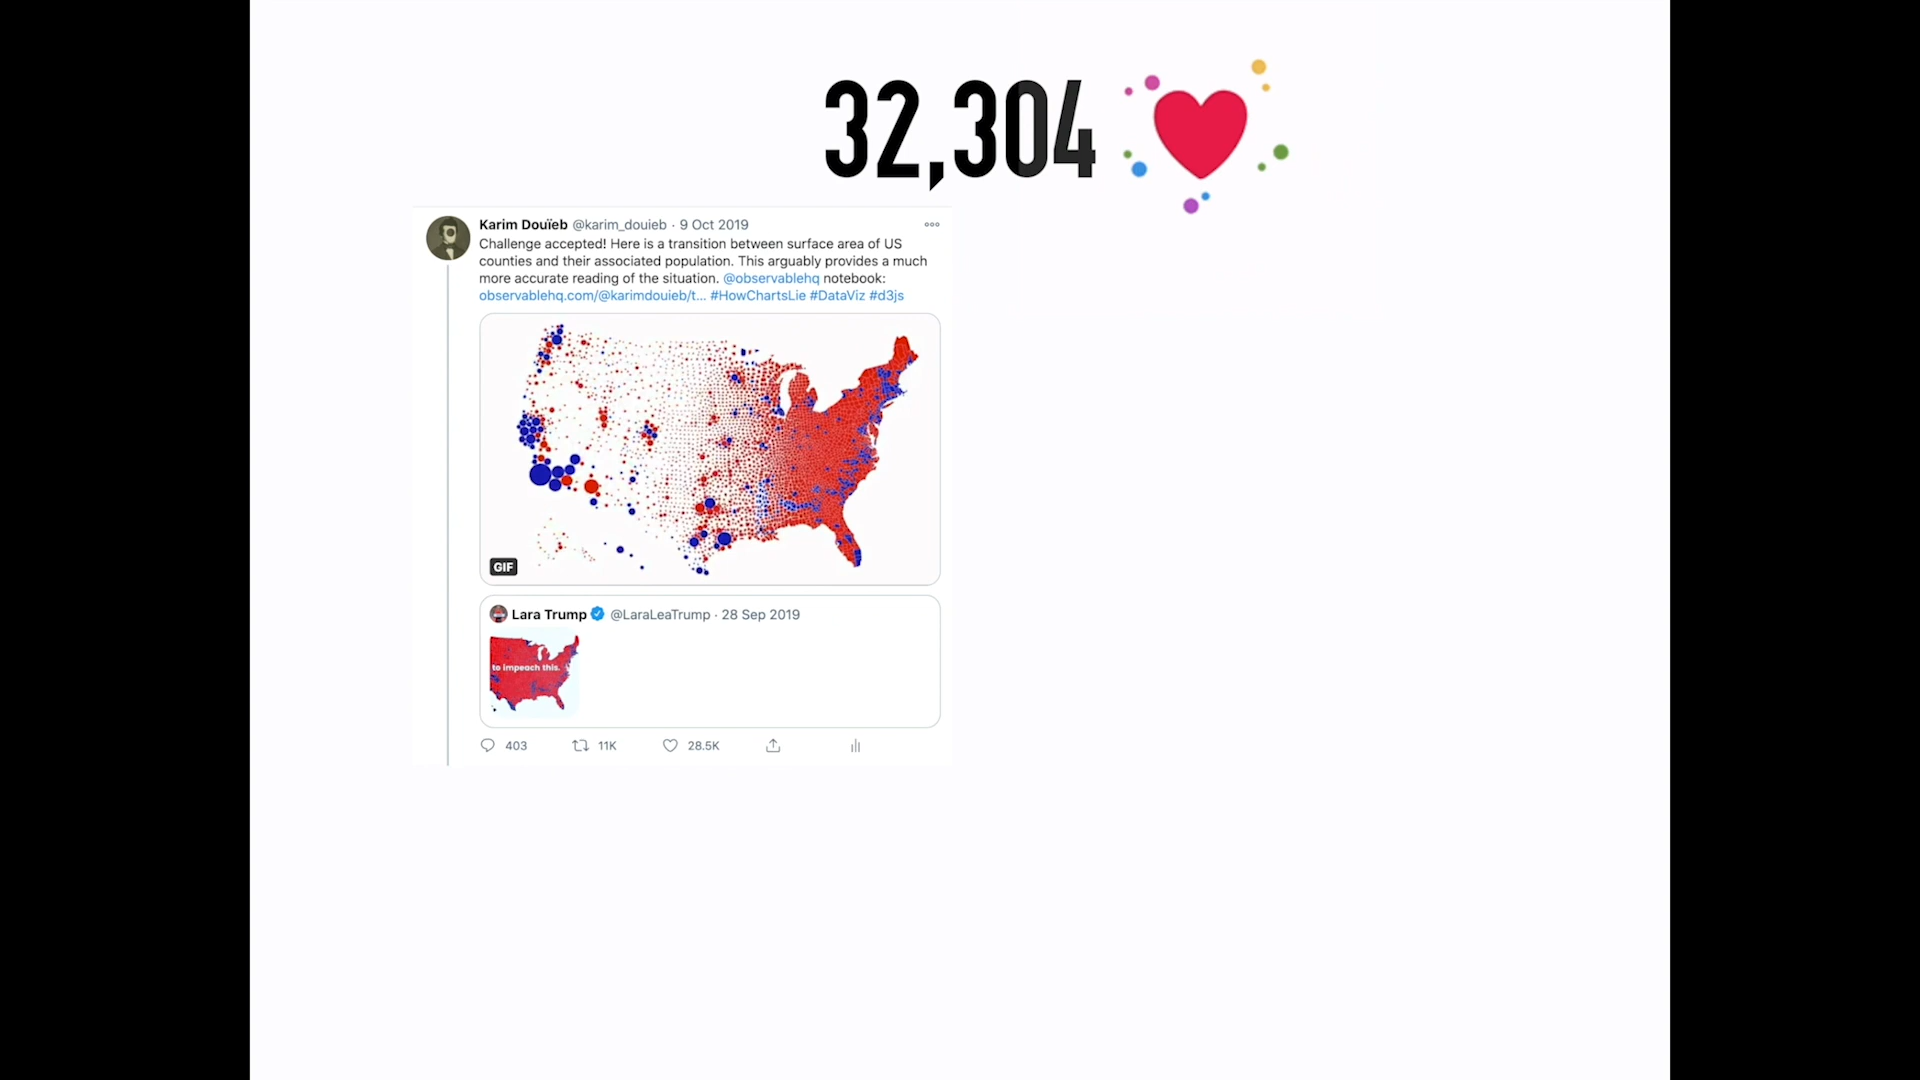 32,304
Karim Douïeb @karim_douieb · 9 Oct 2019
Challenge accepted! Here is a transition between surface area of US
counties and their associated population. This arguably provides a much
more accurate reading of the situation. @observablehq notebook:
observablehq.com/@karimdouieb/t... #HowChartsLie #DataViz #d3js
GIF
Lara Trump @LaraLeaTrump · 28 Sep 2019
to impeach this.
403 11K 28.5K